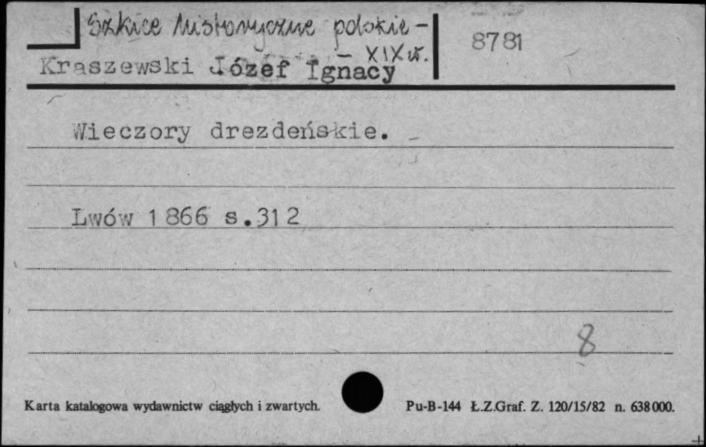 Szkice historyczne polskie -
- XIX w.
8781
Kraszewski Józef Ignacy
Wieczory drezdeńskie.
Lwów 1866 s.312
8
Karta katalogowa wydawnictw ciągłych i zwartych.
Pu-B-144 Ł.Z.Graf. Z. 120/15/82 n. 638000.